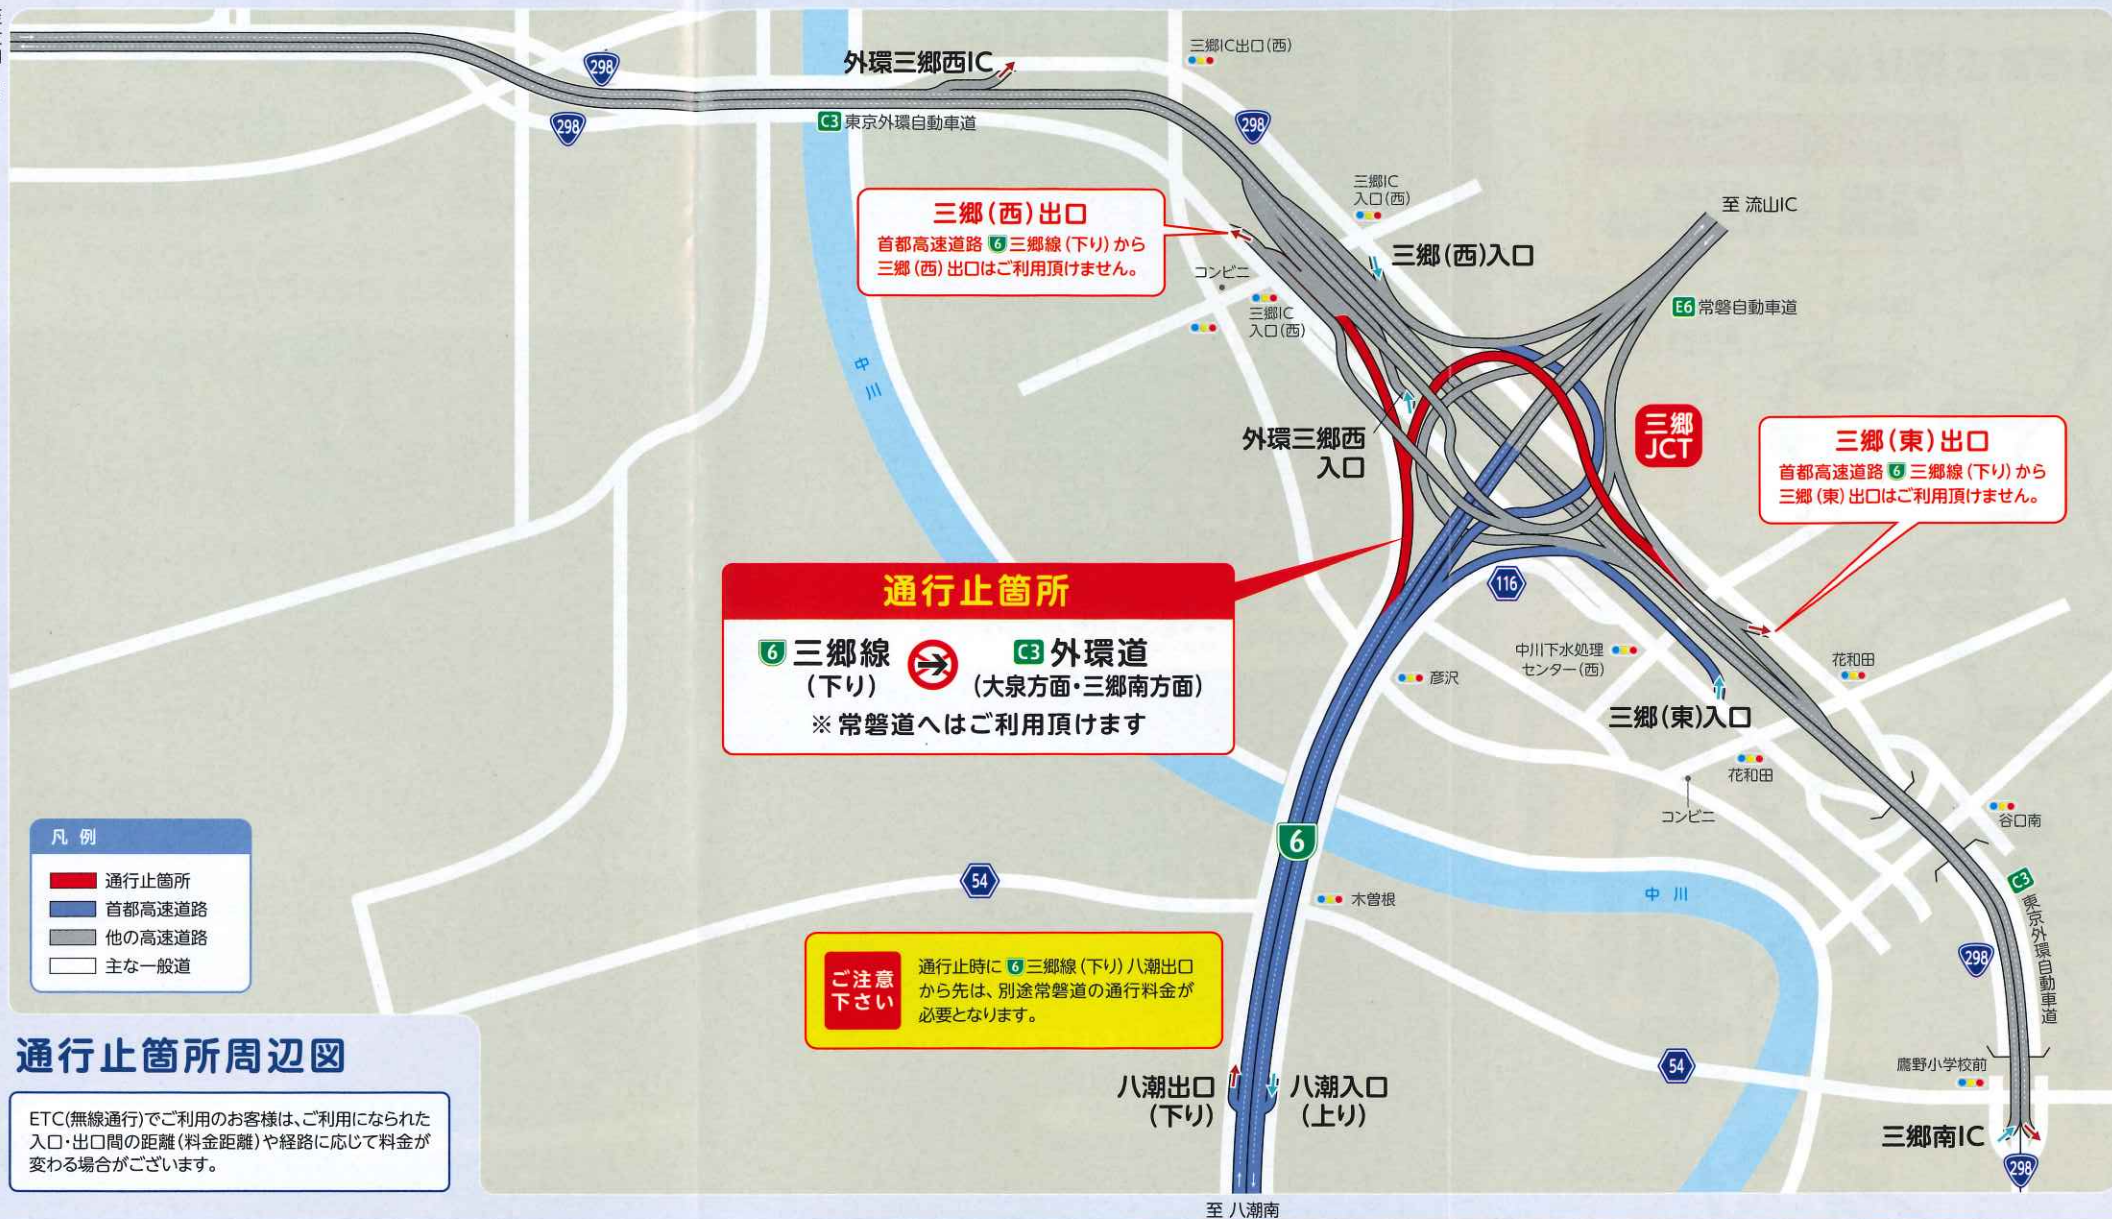 298
298
外環三郷西IC
C3 東京外環自動車道
三郷IC出口(西)
298
三郷IC
入口(西)
至 流山IC
三郷(西)出口
首都高速道路 6 三郷線(下り)から
三郷(西)出口はご利用頂けません。
三郷(西)入口
コンビニ
三郷IC
入口(西)
E6 常磐自動車道
中川
外環三郷西
入口
三郷
JCT
三郷(東)出口
首都高速道路 6 三郷線(下り)から
三郷(東)出口はご利用頂けません。
通行止箇所
6 三郷線
(下り)
C3 外環道
(大泉方面・三郷南方面)
※常磐道へはご利用頂けます
116
中川下水処理
センター(西)
彦沢
花和田
三郷(東)入口
花和田
コンビニ
谷口南
6
凡例
通行止箇所
首都高速道路
他の高速道路
主な一般道
54
木曽根
中川
C3
東京外環自動車道
298
ご注意
下さい
通行止時に 6 三郷線(下り)八潮出口
から先は、別途常磐道の通行料金が
必要となります。
54
鷹野小学校前
通行止箇所周辺図
八潮出口
(下り)
八潮入口
(上り)
三郷南IC
298
ETC(無線通行)でご利用のお客様は、ご利用になられた
入口・出口間の距離(料金距離)や経路に応じて料金が
変わる場合がございます。
至 八潮南